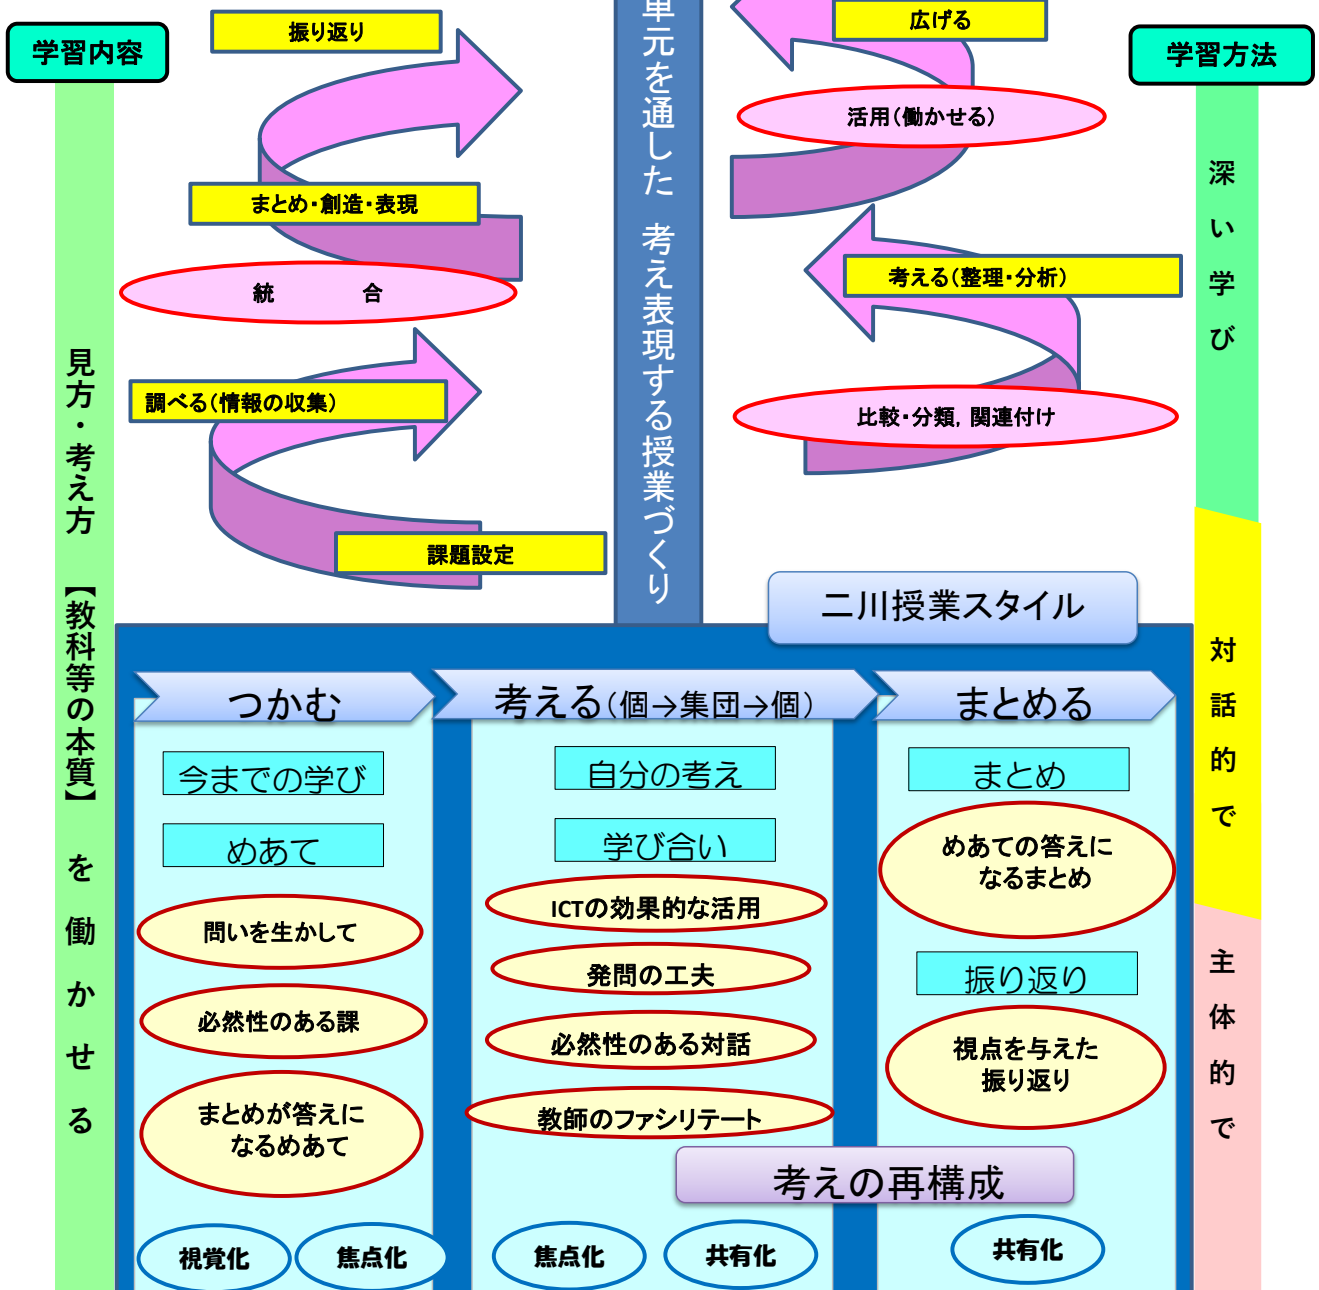 学習内容
振り返り
広げる
学習方法
活用(働かせる)
まとめ・創造・表現
統　合
考える(整理・分析)
調べる(情報の収集)
比較・分類, 関連付け
課題設定
単元を通した 考え表現する授業づくり
見方・考え方 【教科等の本質】 を働かせる
深い学び
対話的で
主体的で
二川授業スタイル
つかむ
今までの学び
めあて
問いを生かして
必然性のある課
まとめが答えに
なるめあて
視覚化
焦点化
考える(個→集団→個)
自分の考え
学び合い
ICTの効果的な活用
発問の工夫
必然性のある対話
教師のファシリテート
考えの再構成
焦点化
共有化
まとめる
まとめ
めあての答えに
なるまとめ
振り返り
視点を与えた
振り返り
共有化